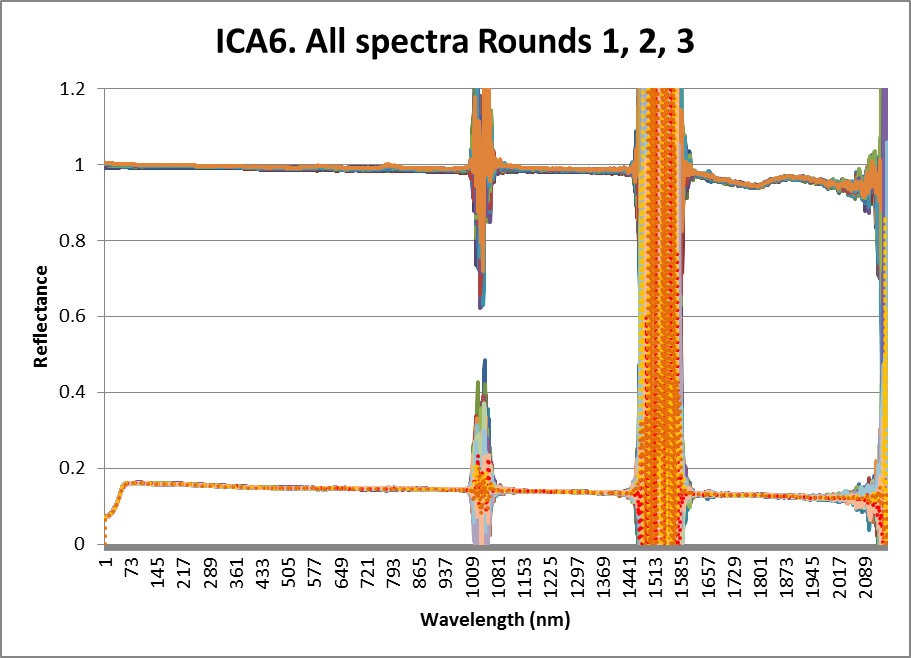 ICA6. All spectra Rounds 1, 2, 3
1.2
1
0.8
0.6
0.4
0.2
0
Reflectance
1 73 145 217 289 361 433 505 577 649 721 793 865 937 1009 1081 1153 1225 1297 1369 1441 1513 1585 1657 1729 1801 1873 1945 2017 2089
Wavelength (nm)